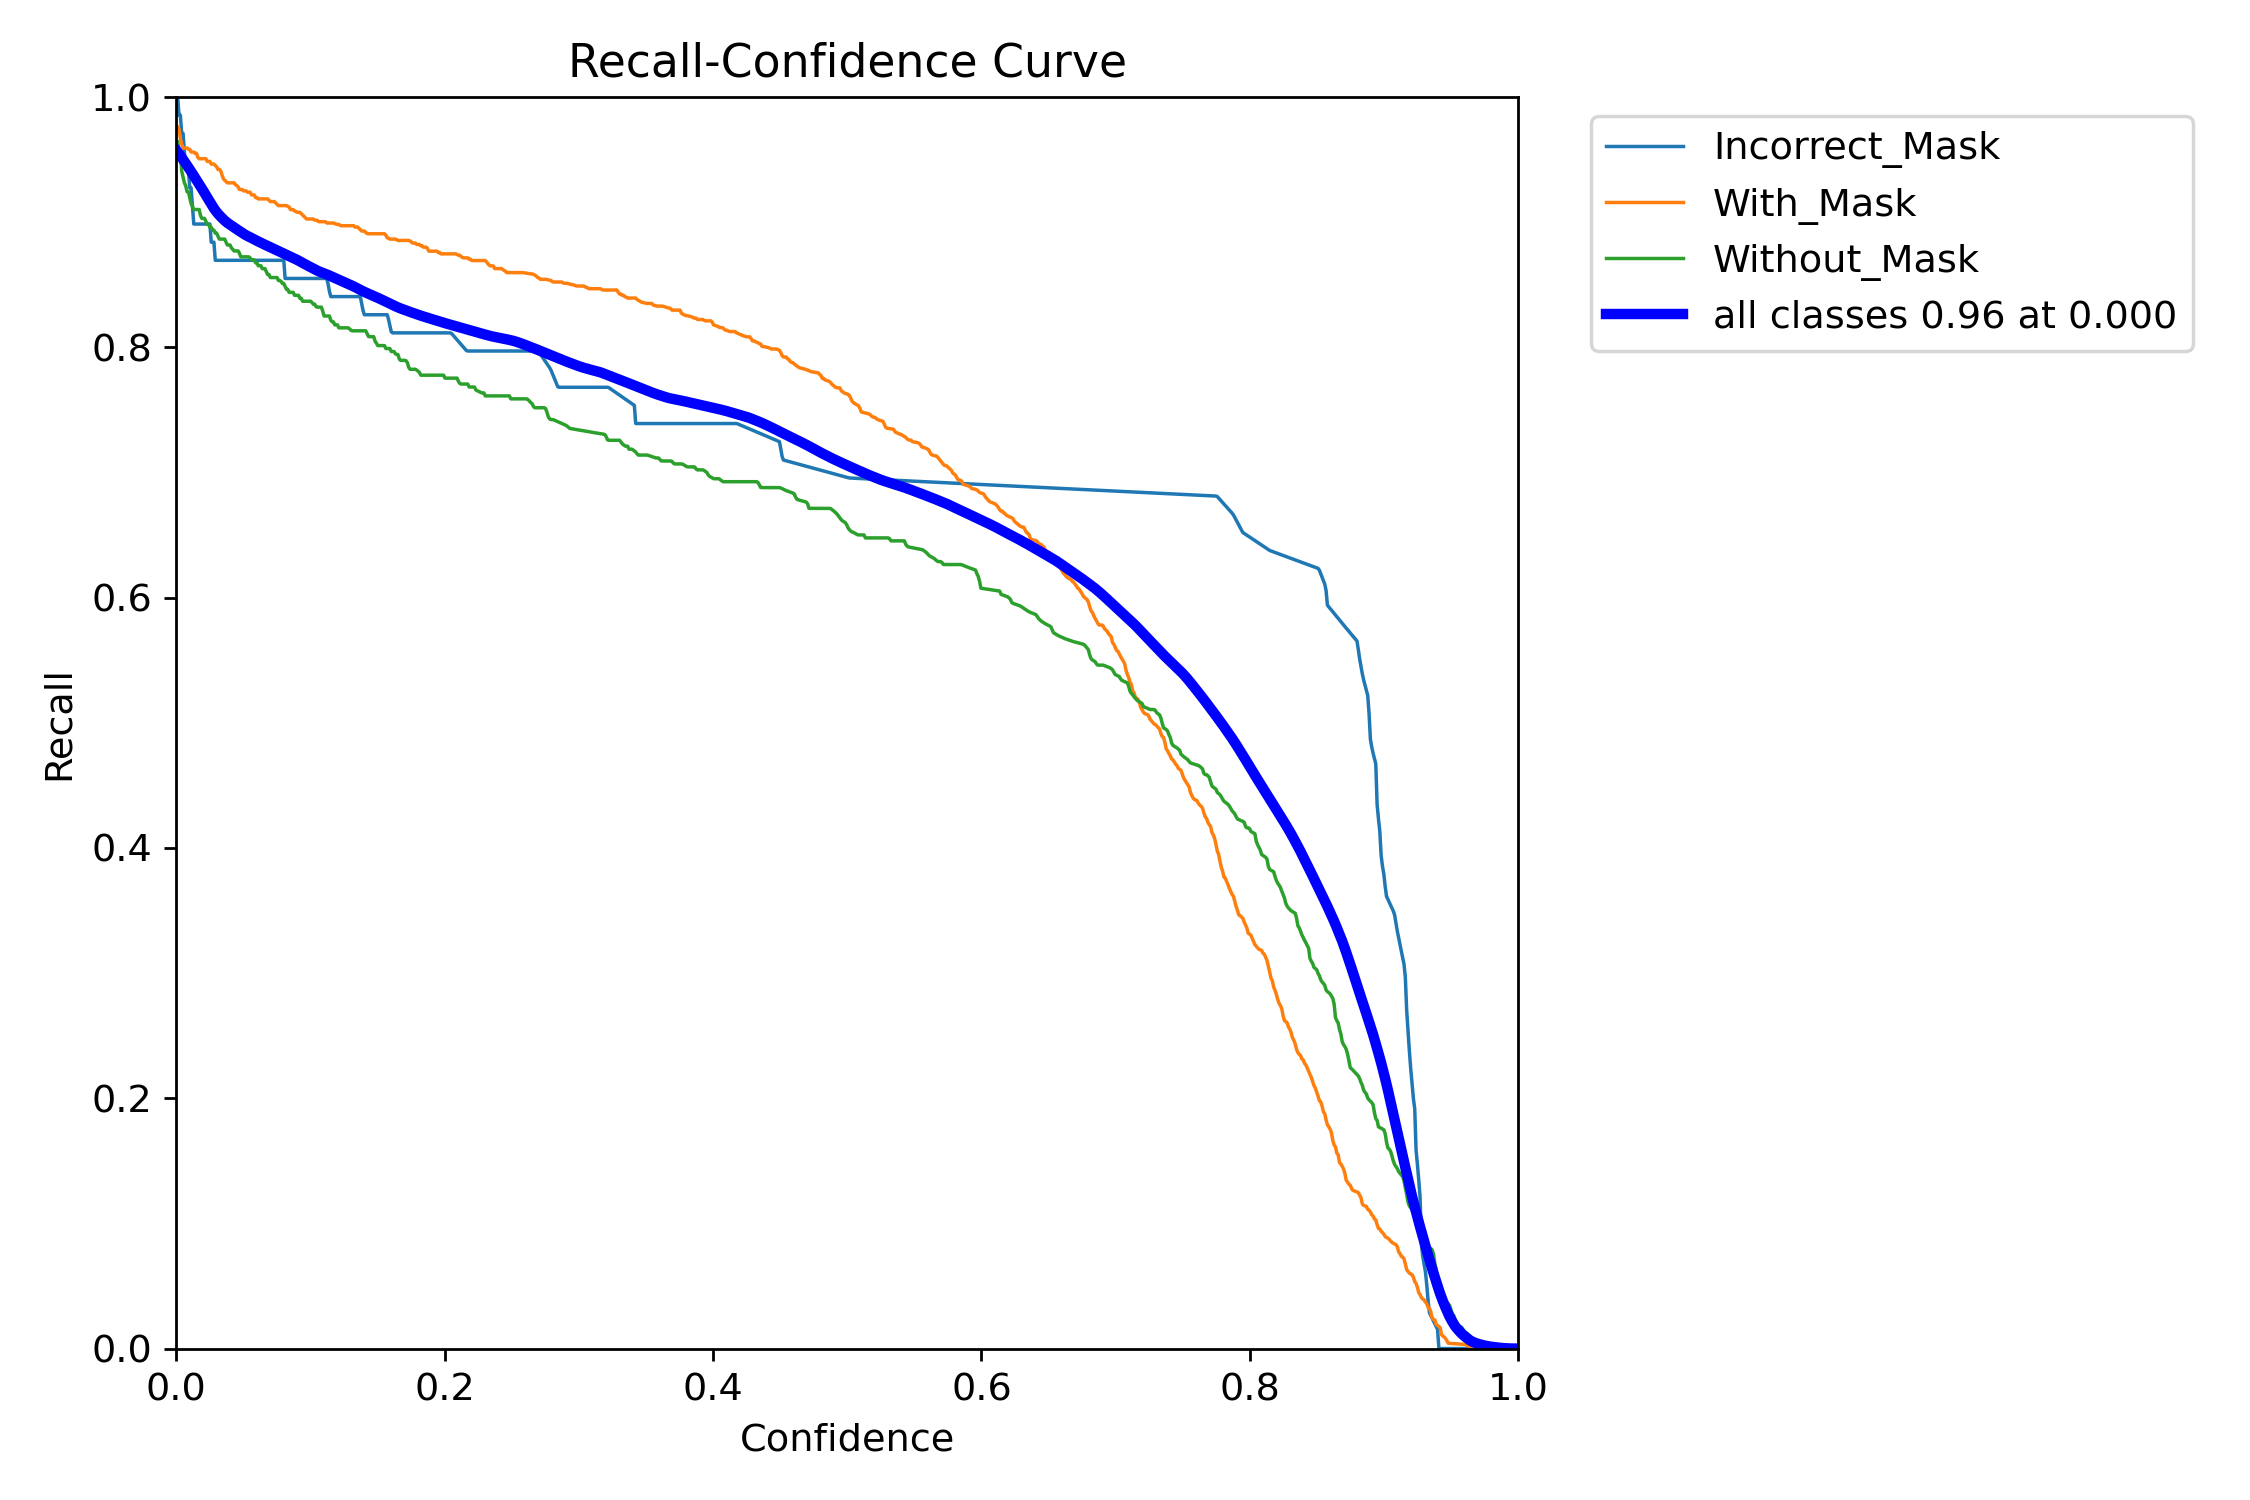 Recall-Confidence Curve
1.0
0.8
0.6
0.4
0.2
0.0
Recall
0.0 0.2 0.4 0.6 0.8 1.0
Confidence
Incorrect_Mask
With_Mask
Without_Mask
all classes 0.96 at 0.000